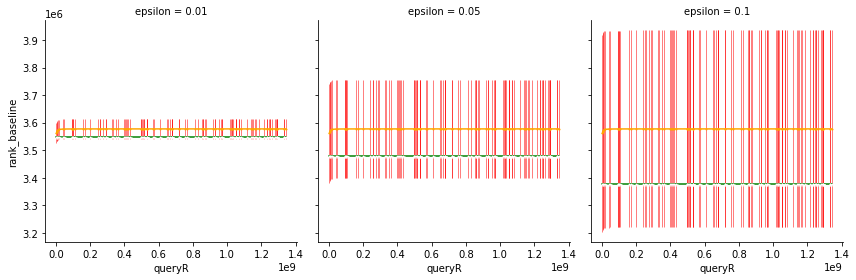 1e6
epsilon = 0.01
epsilon = 0.05
epsilon = 0.1
3.9
3.8
3.7
3.6
3.5
3.4
3.3
3.2
rank_baseline
0.0 0.2 0.4 0.6 0.8 1.0 1.2 1.4
queryR
1e9
0.0 0.2 0.4 0.6 0.8 1.0 1.2 1.4
queryR
1e9
0.0 0.2 0.4 0.6 0.8 1.0 1.2 1.4
queryR
1e9